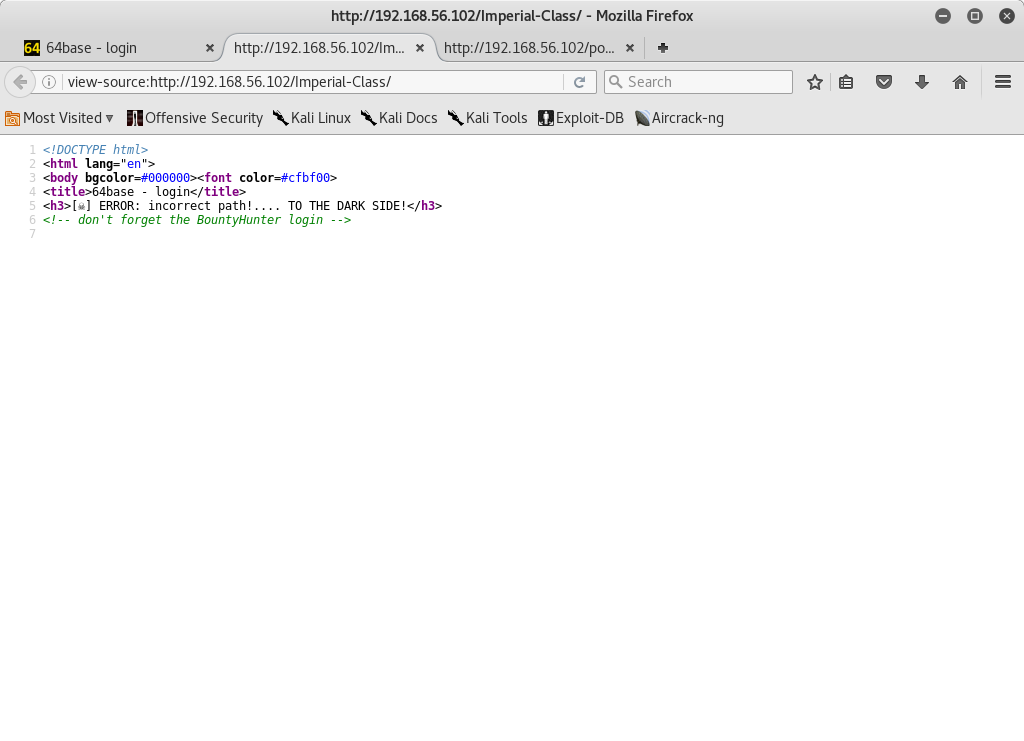 http://192.168.56.102/Imperial-Class/ - Mozilla Firefox
64 64base - login
http://192.168.56.102/Im...
http://192.168.56.102/po...
view-source:http://192.168.56.102/Imperial-Class/
Search
Most Visited
Offensive Security
Kali Linux
Kali Docs
Kali Tools
Exploit-DB
Aircrack-ng
1 <!DOCTYPE html>
2 <html lang="en">
3 <body bgcolor=#000000><font color=#cfbf00>
4 <title>64base - login</title>
5 <h3>[☠] ERROR: incorrect path!.... TO THE DARK SIDE!</h3>
6 <!-- don't forget the BountyHunter login -->
7